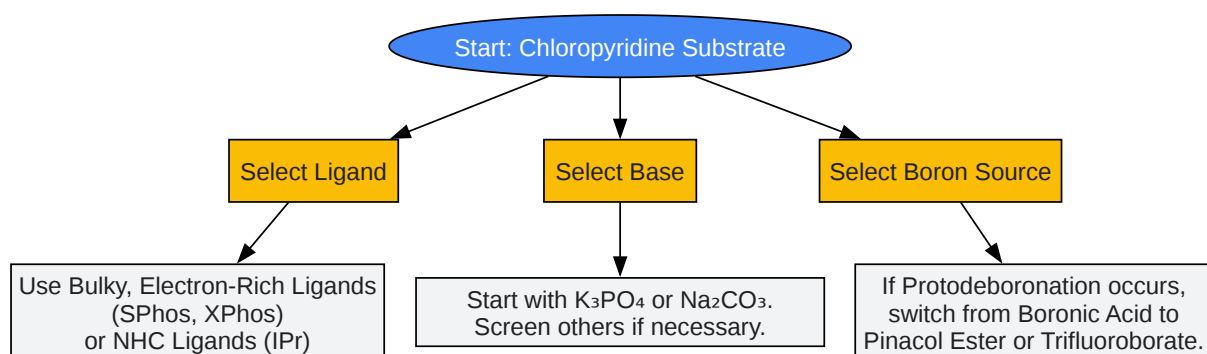 Start: Chloropyridine Substrate
Select Ligand
Select Base
Select Boron Source
Use Bulky, Electron-Rich Ligands
(SPhos, XPhos)
or NHC Ligands (IPr)
Start with K₃PO₄ or Na₂CO₃.
Screen others if necessary.
If Protodeboronation occurs,
switch from Boronic Acid to
Pinacol Ester or Trifluoroborate.